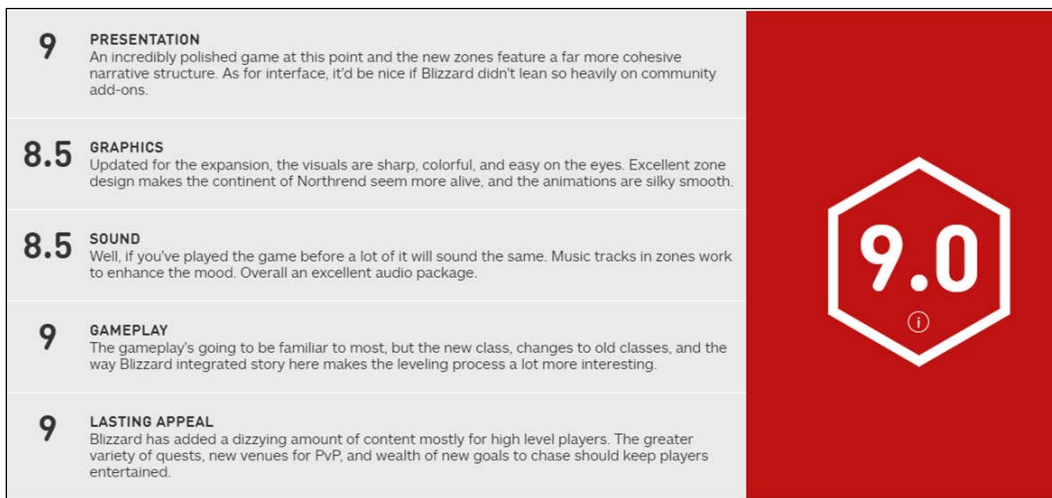 9
PRESENTATION
An incredibly polished game at this point and the new zones feature a far more cohesive
narrative structure. As for interface, it'd be nice if Blizzard didn't lean so heavily on community
add-ons.
8.5
GRAPHICS
Updated for the expansion, the visuals are sharp, colorful, and easy on the eyes. Excellent zone
design makes the continent of Northrend seem more alive, and the animations are silky smooth.
8.5
SOUND
Well, if you've played the game before a lot of it will sound the same. Music tracks in zones work
to enhance the mood. Overall an excellent audio package.
9
GAMEPLAY
The gameplay's going to be familiar to most, but the new class, changes to old classes, and the
way Blizzard integrated story here makes the leveling process a lot more interesting.
9
LASTING APPEAL
Blizzard has added a dizzying amount of content mostly for high level players. The greater
variety of quests, new venues for PvP, and wealth of new goals to chase should keep players
entertained.
9.0
i